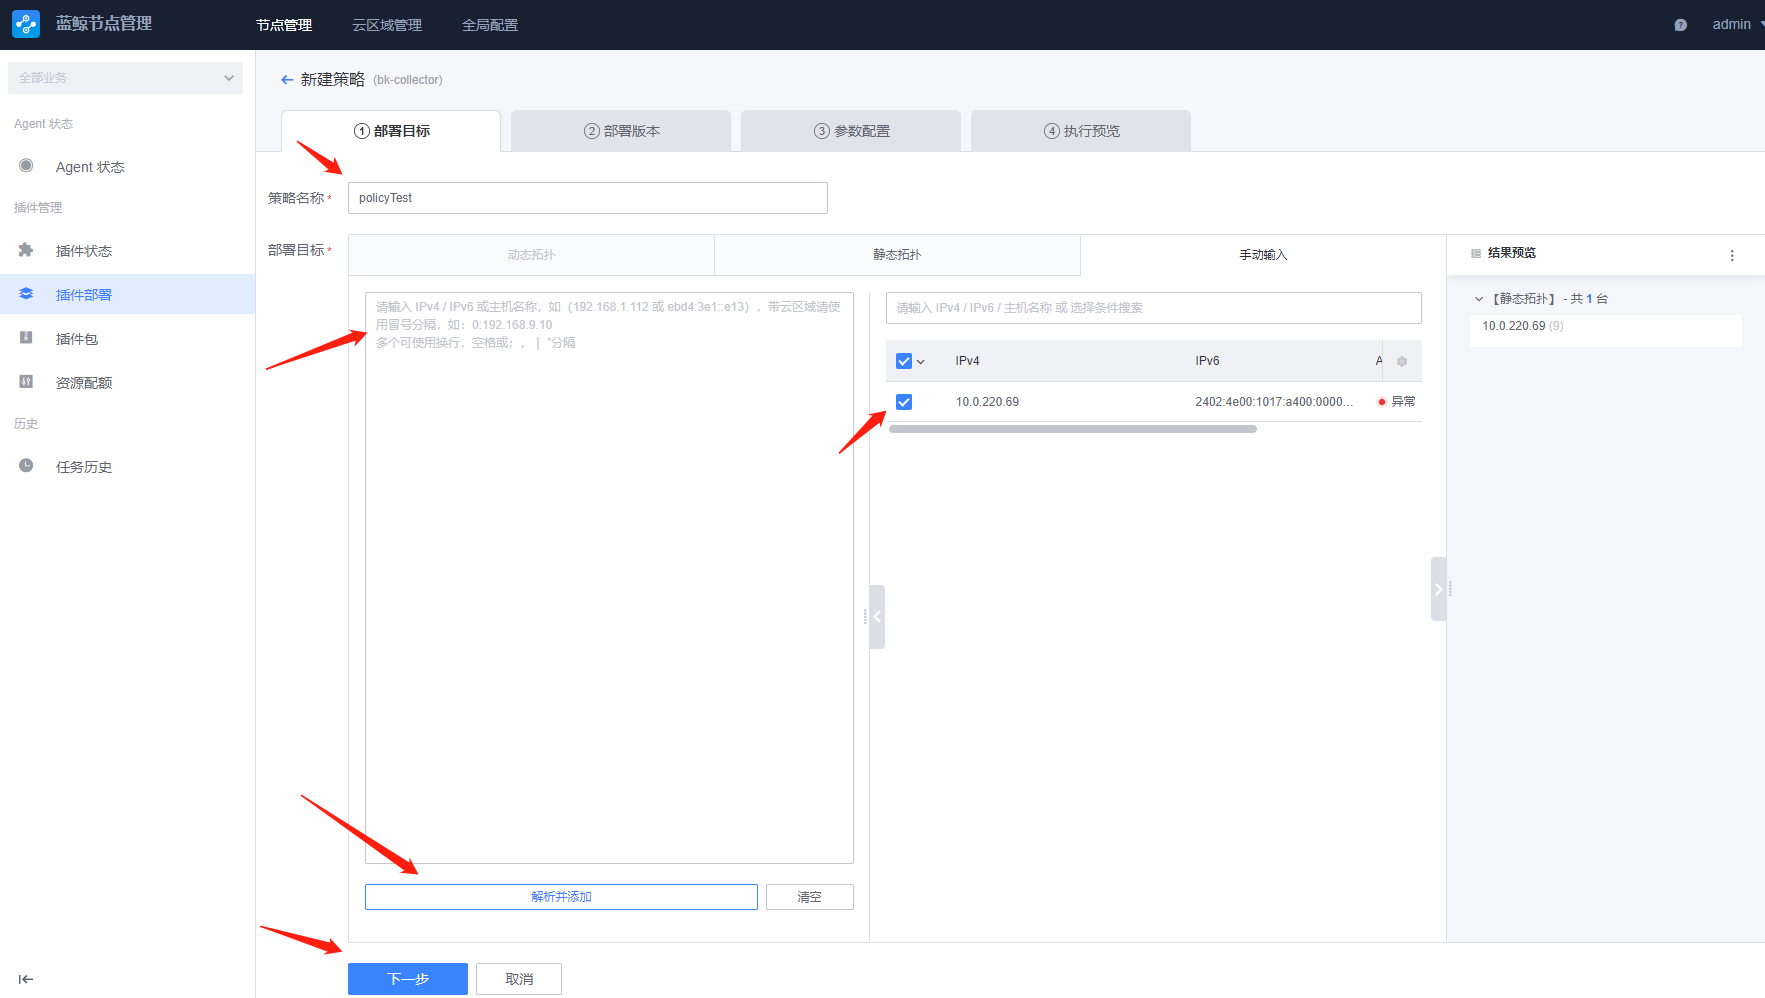 蓝鲸节点管理
节点管理
云区域管理
全局配置
admin
全部业务
Agent 状态
Agent 状态
插件管理
插件状态
插件部署
插件包
资源配额
历史
任务历史
新建策略 (bk-collector)
1 部署目标
2 部署版本
3 参数配置
4 执行预览
策略名称 *
policyTest
部署目标 *
动态拓扑
静态拓扑
手动输入
请输入 IPv4 / IPv6 或主机名称，如（192.168.1.112 或 ebd4:3e1::e13），带云区域请使
用冒号分隔，如：0:192.168.9.10
多个可使用换行，空格或；，｜ "分隔
解析并添加
清空
请输入 IPv4 / IPv6 / 主机名称 或 选择条件搜索
IPv4
IPv6
A
10.0.220.69
2402:4e00:1017:a400:0000...
异常
结果预览
【静态拓扑】 - 共 1 台
10.0.220.69 (9)
下一步
取消